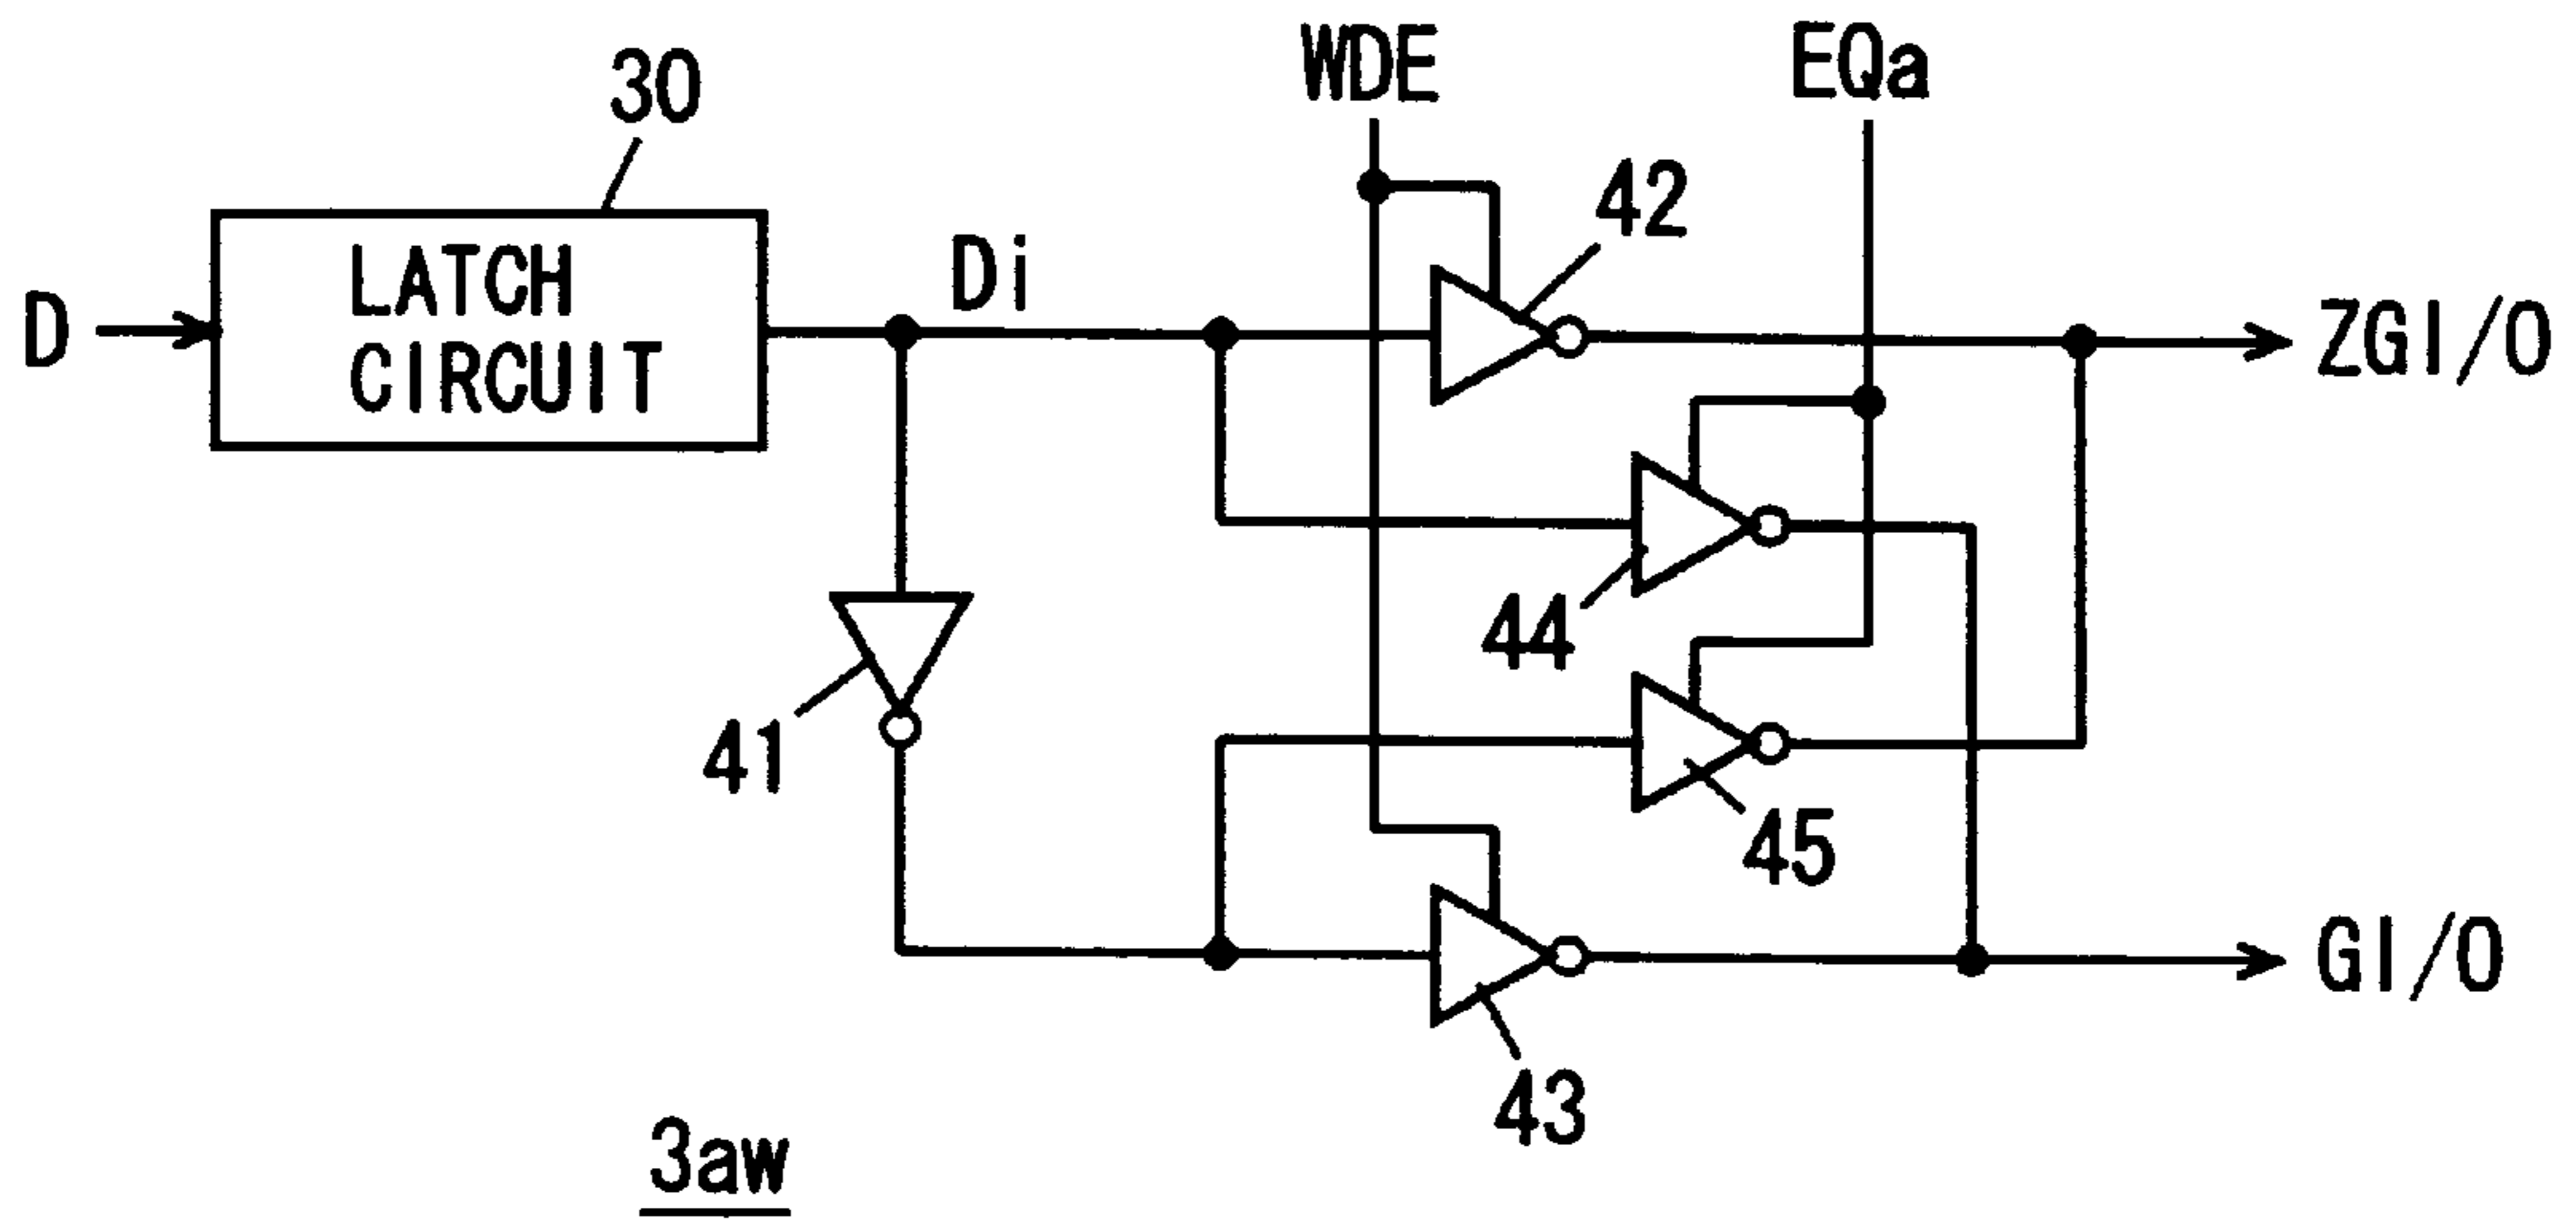 WDE
EQa
30
42
LATCH
CIRCUIT
Di
D
ZGI/O
44
41
45
43
GI/O
3aw